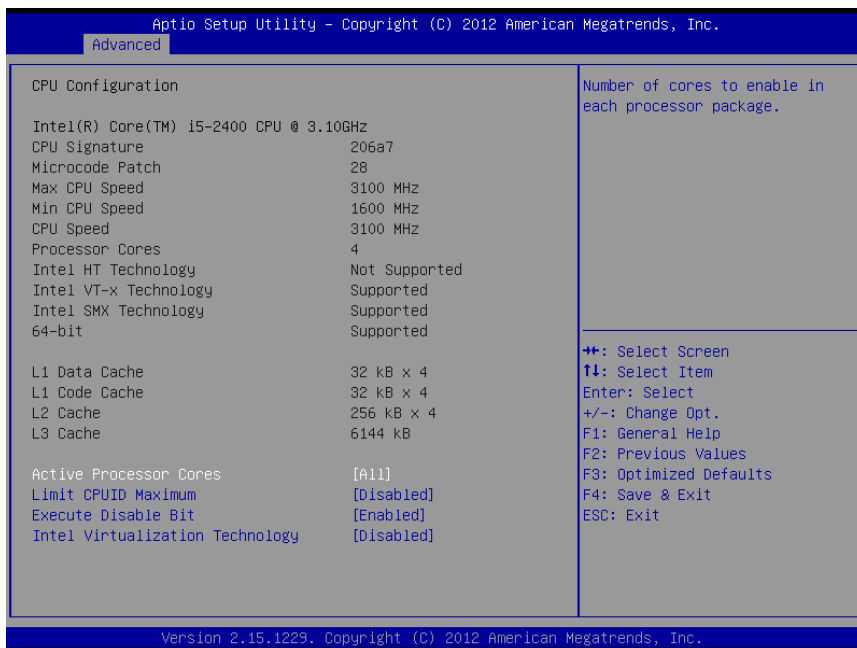 Aptio Setup Utility – Copyright (C) 2012 American Megatrends, Inc.
Advanced
CPU Configuration
Intel(R) Core(TM) i5-2400 CPU @ 3.10GHz
CPU Signature 206a7
Microcode Patch 28
Max CPU Speed 3100 MHz
Min CPU Speed 1600 MHz
CPU Speed 3100 MHz
Processor Cores 4
Intel HT Technology Not Supported
Intel VT-x Technology Supported
Intel SMX Technology Supported
64-bit Supported
L1 Data Cache 32 kB x 4
L1 Code Cache 32 kB x 4
L2 Cache 256 kB x 4
L3 Cache 6144 kB
Active Processor Cores [All]
Limit CPUID Maximum [Disabled]
Execute Disable Bit [Enabled]
Intel Virtualization Technology [Disabled]
Number of cores to enable in
each processor package.
→←: Select Screen
↑↓: Select Item
Enter: Select
+/-: Change Opt.
F1: General Help
F2: Previous Values
F3: Optimized Defaults
F4: Save & Exit
ESC: Exit
Version 2.15.1229. Copyright (C) 2012 American Megatrends, Inc.